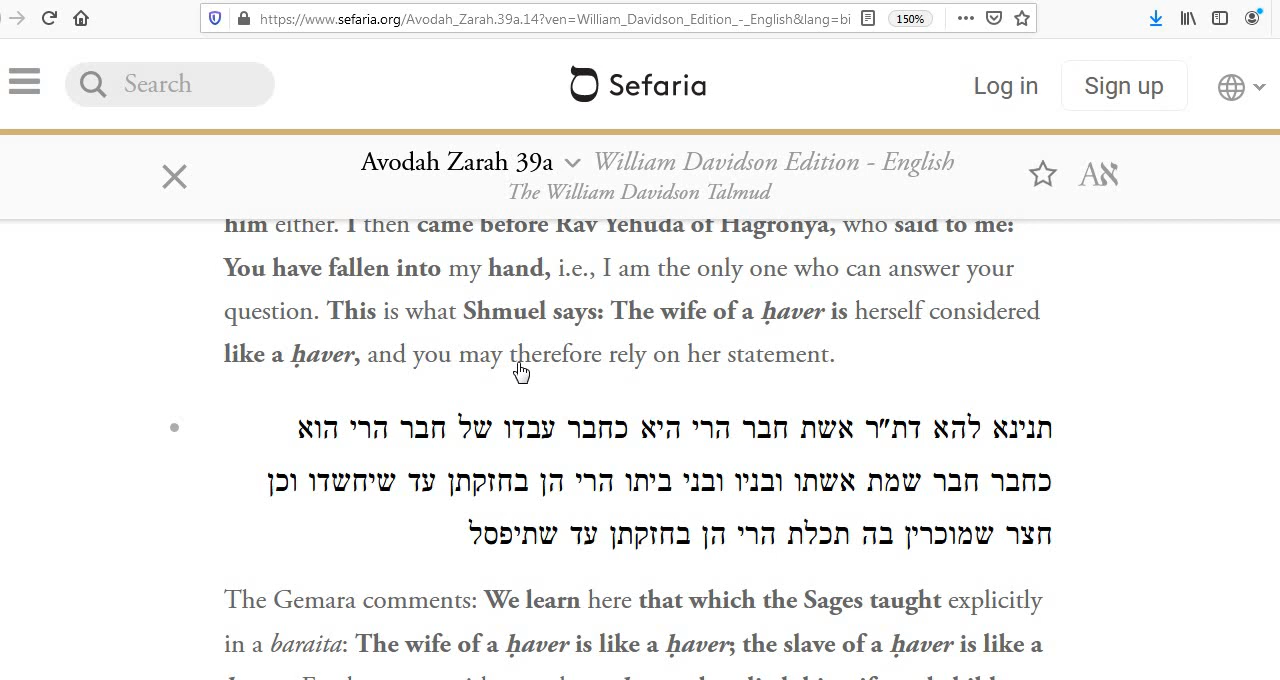 https://www.sefaria.org/Avodah_Zarah.39a.14?ven=William_Davidson_Edition_-_English&lang=bi
150%
Search
Sefaria
Log in
Sign up
Avodah Zarah 39a William Davidson Edition - English
The William Davidson Talmud
Aא
him either. I then came before Rav Yehuda of Hagronya, who said to me:
You have fallen into my hand, i.e., I am the only one who can answer your
question. This is what Shmuel says: The wife of a ḥaver is herself considered
like a ḥaver, and you may therefore rely on her statement.
תנינא להא דת"ר אשת חבר הרי היא כחבר עבדו של חבר הרי הוא
כחבר חבר שמת אשתו ובניו ובני ביתו הרי הן בחזקתן עד שיחשדו וכן
חצר שמוכרין בה תכלת הרי הן בחזקתן עד שתיפסל
The Gemara comments: We learn here that which the Sages taught explicitly
in a baraita: The wife of a ḥaver is like a ḥaver; the slave of a ḥaver is like a